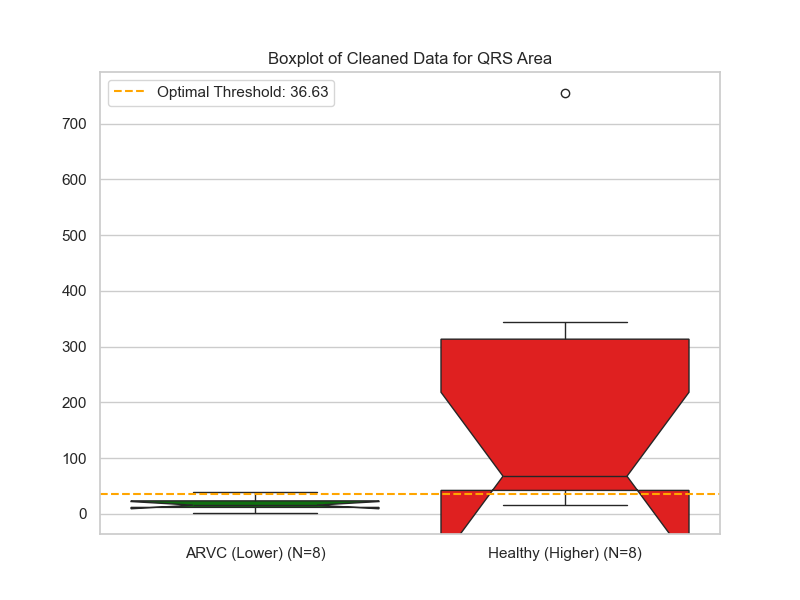 Boxplot of Cleaned Data for QRS Area
Optimal Threshold: 36.63
700
600
500
400
300
200
100
0
ARVC (Lower) (N=8)
Healthy (Higher) (N=8)